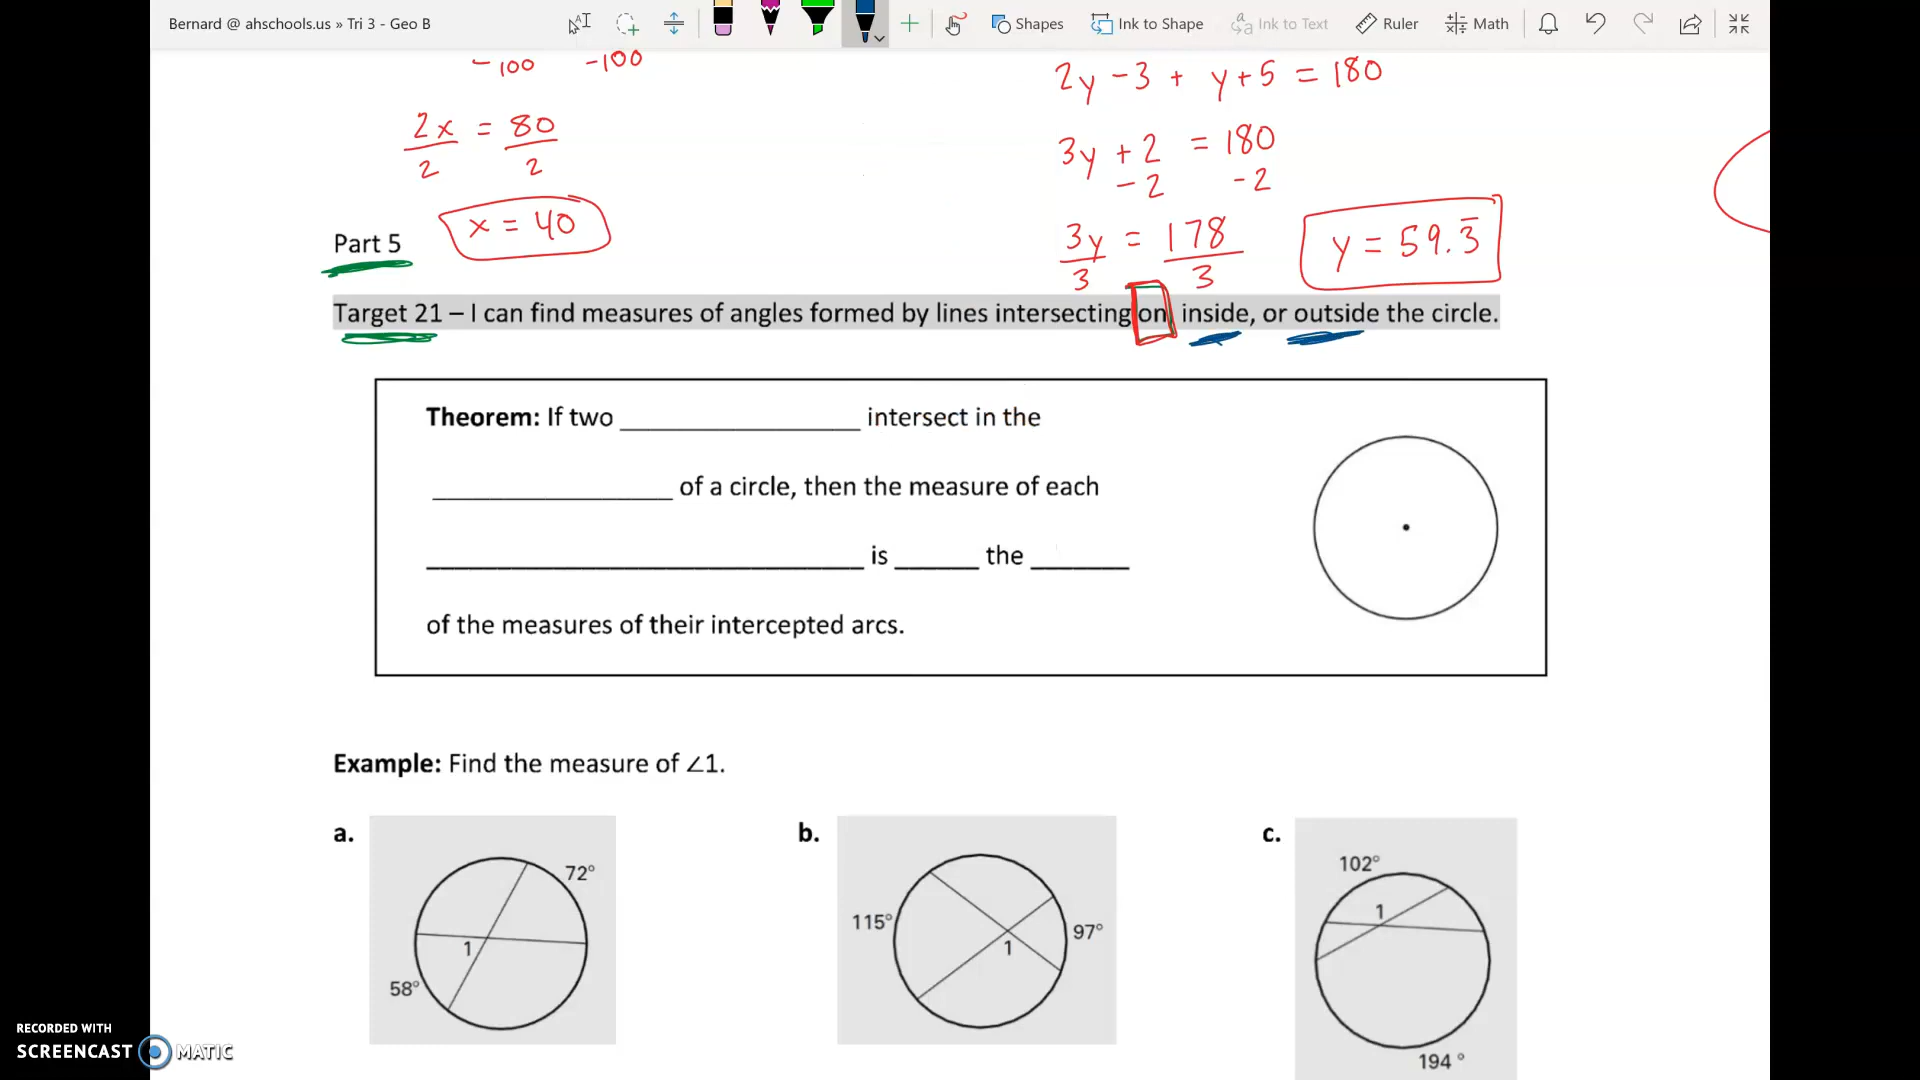 Bernard @ ahschools.us » Tri 3 - Geo B
Shapes
Ink to Shape
Ink to Text
Ruler
Math
-100 -100
2x = 80
2 2
x = 40
2y - 3 + y + 5 = 180
3y + 2 = 180
- 2 - 2
3y = 178
3 3
y = 59.3̅
Part 5
Target 21 – I can find measures of angles formed by lines intersecting on, inside, or outside the circle.
Theorem: If two _________________ intersect in the
_________________ of a circle, then the measure of each
_______________________________ is ______ the _______
of the measures of their intercepted arcs.
Example: Find the measure of ∠1.
a.
72°
1
58°
b.
115°
97°
1
c.
102°
1
194°
RECORDED WITH
SCREENCAST MATIC